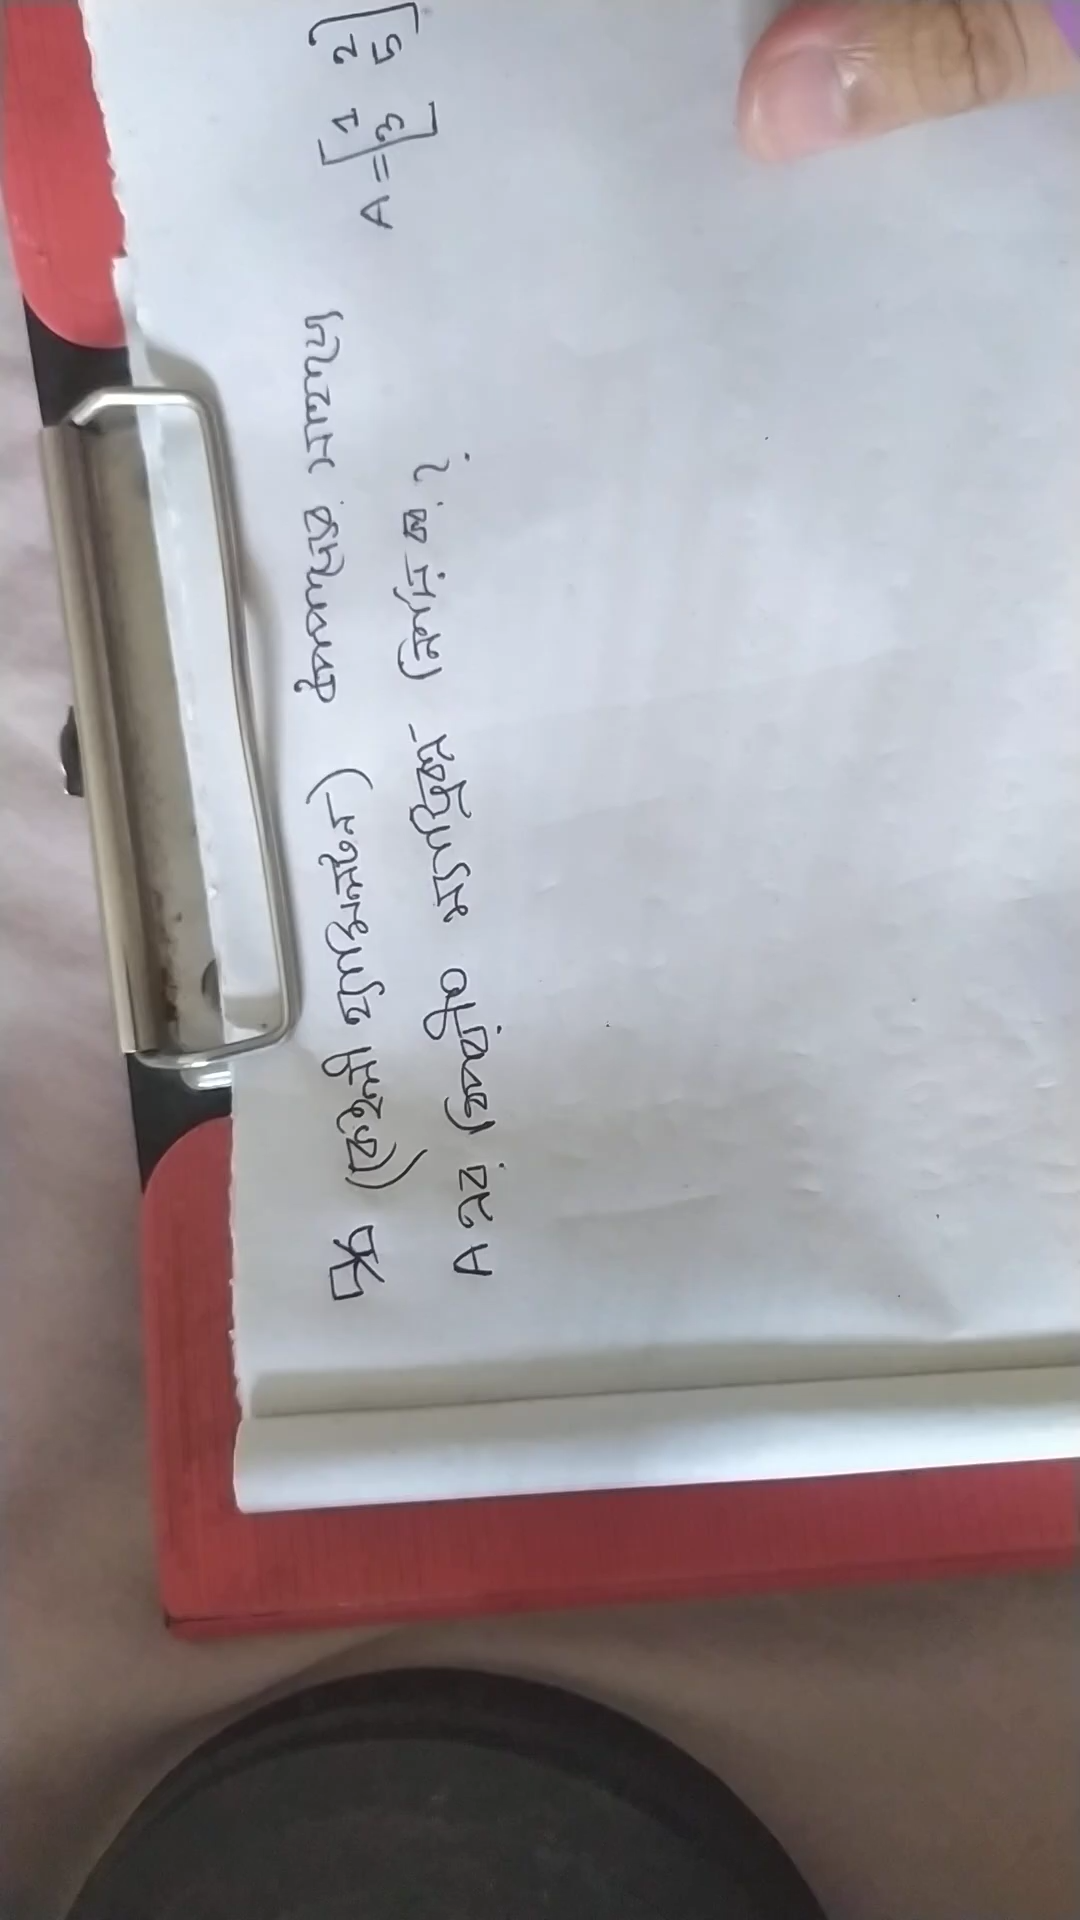 দ্রঃ (কেইলী হ্যামিলটন) উপপাদ্যের সাহায্যে A = [1 2
3 5]
A এর বিপরীত ম্যাট্রিক্স নির্ণয় কর ?